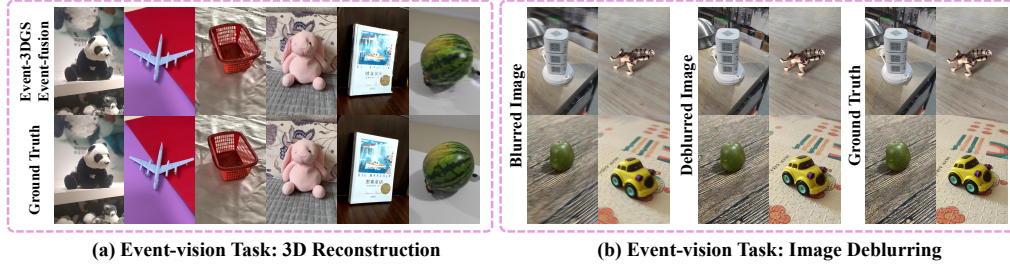 Event-3DGS
Event-fusion
Ground Truth
Blurred Image
Deblurred Image
Ground Truth
(a) Event-vision Task: 3D Reconstruction
(b) Event-vision Task: Image Deblurring